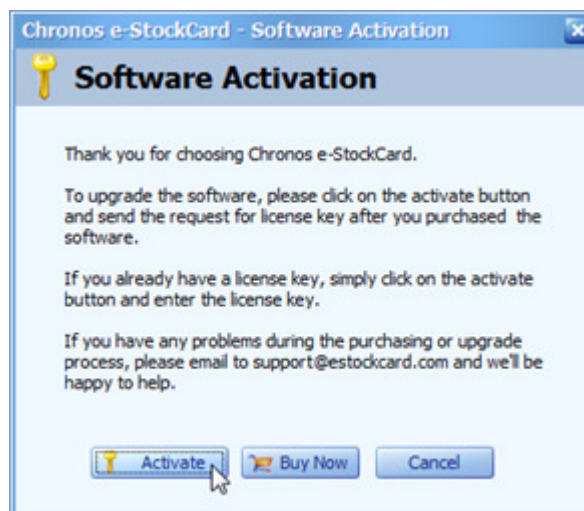 Chronos e-StockCard - Software Activation
Software Activation
Thank you for choosing Chronos e-StockCard.
To upgrade the software, please click on the activate button
and send the request for license key after you purchased the
software.
If you already have a license key, simply click on the activate
button and enter the license key.
If you have any problems during the purchasing or upgrade
process, please email to support@estockcard.com and we'll be
happy to help.
Activate Buy Now Cancel